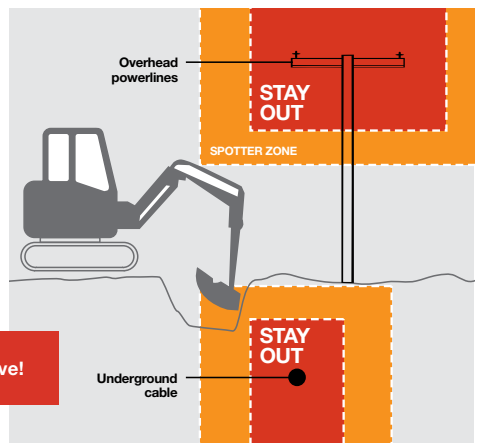 Overhead
powerlines
STAY
OUT
SPOTTER ZONE
STAY
OUT
ve!
Underground
cable